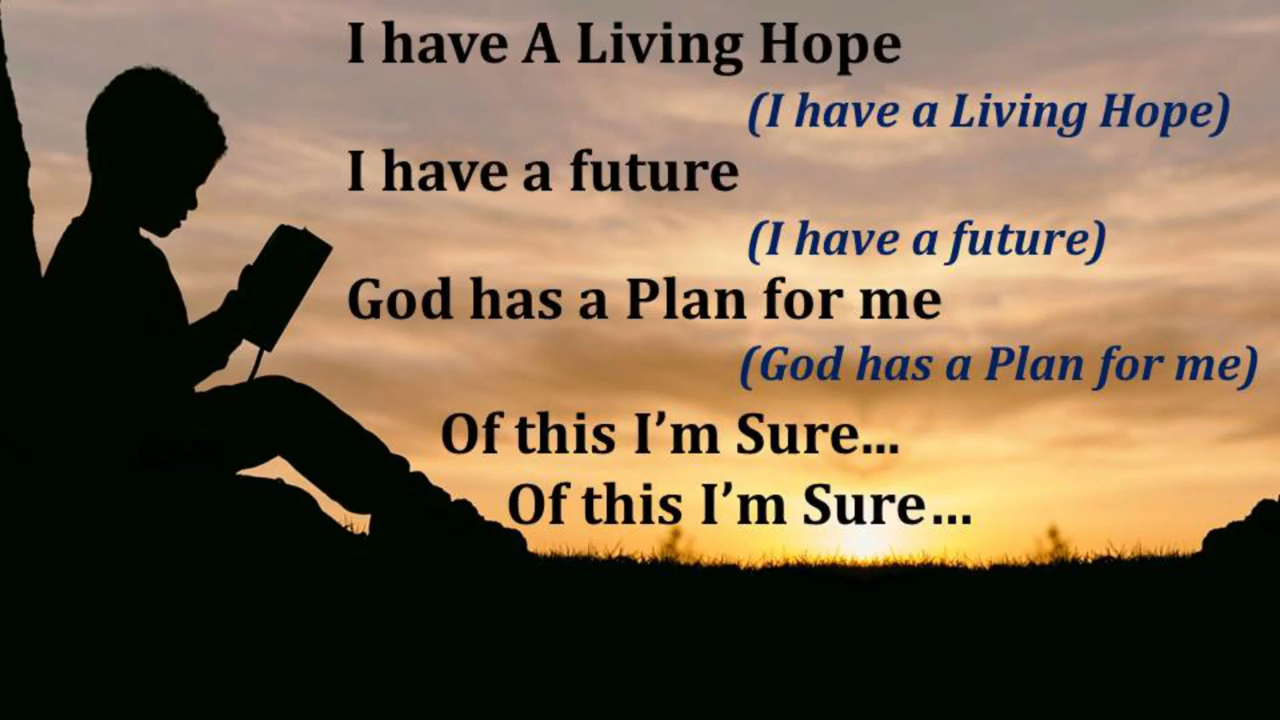 I have A Living Hope
(I have a Living Hope)
I have a future
(I have a future)
God has a Plan for me
(God has a Plan for me)
Of this I’m Sure...
Of this I’m Sure…